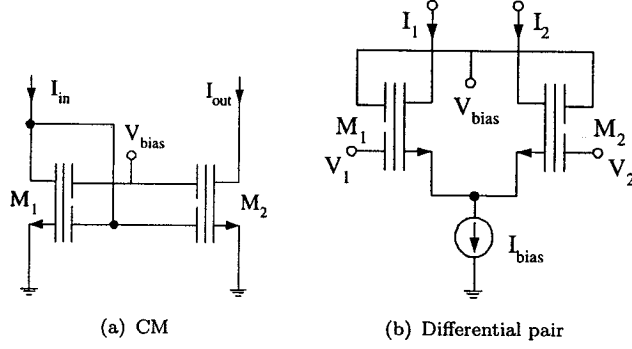 I_in
I_out
V_bias
M_1
M_2
(a) CM
I_1
I_2
V_bias
M_1
M_2
V_1
V_2
I_bias
(b) Differential pair